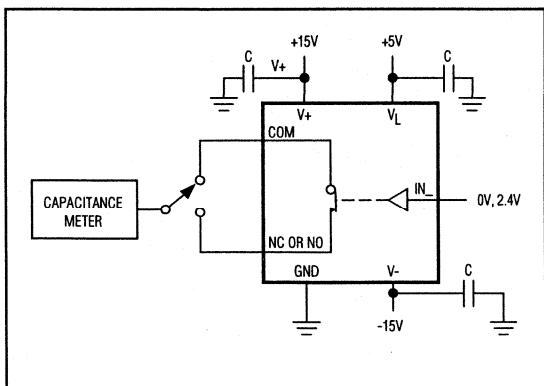 +15V
+5V
C
V+
C
V+
VL
COM
CAPACITANCE
METER
IN_
0V, 2.4V
NC OR NO
GND
V-
C
-15V